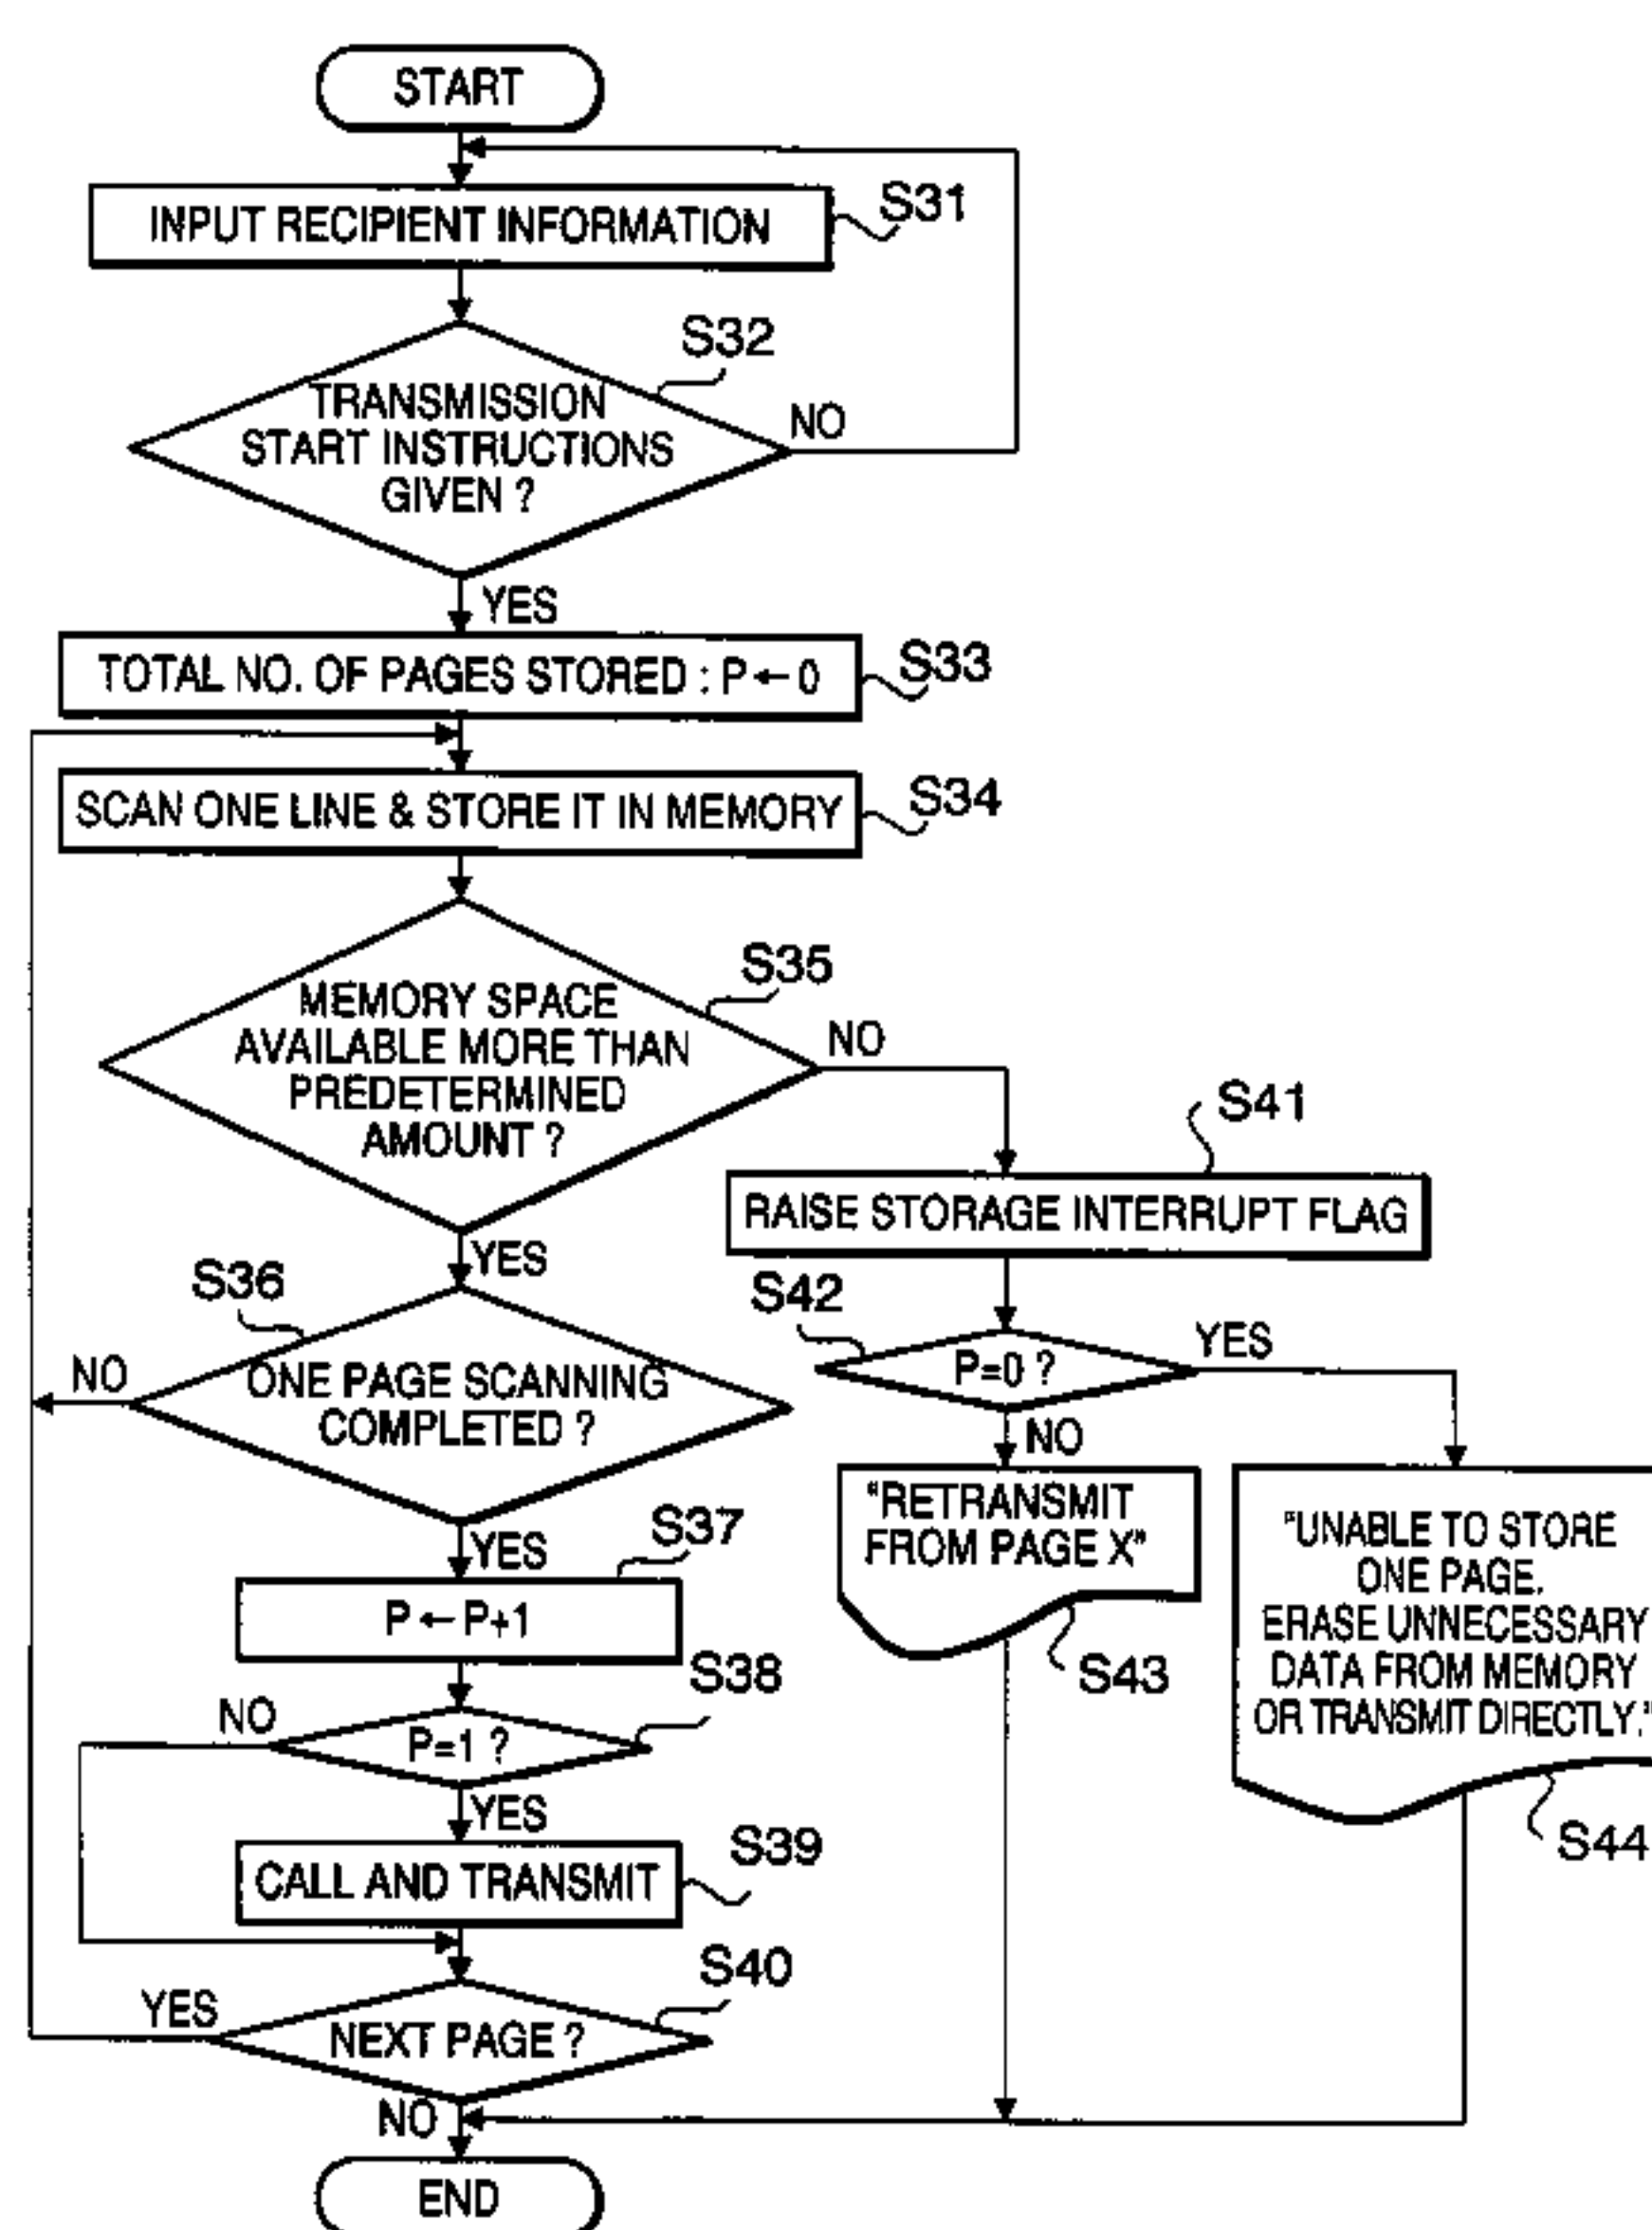 START
INPUT RECIPIENT INFORMATION
S31
S32
TRANSMISSION
START INSTRUCTIONS
GIVEN ?
NO
YES
TOTAL NO. OF PAGES STORED : P ← 0
S33
SCAN ONE LINE & STORE IT IN MEMORY
S34
S35
MEMORY SPACE
AVAILABLE MORE THAN
PREDETERMINED
AMOUNT ?
NO
YES
S41
RAISE STORAGE INTERRUPT FLAG
S36
ONE PAGE SCANNING
COMPLETED ?
NO
YES
S42
P=0 ?
YES
NO
"RETRANSMIT
FROM PAGE X"
S43
"UNABLE TO STORE
ONE PAGE.
ERASE UNNECESSARY
DATA FROM MEMORY
OR TRANSMIT DIRECTLY."
S44
S37
P ← P+1
S38
NO
P=1 ?
YES
CALL AND TRANSMIT
S39
S40
YES
NEXT PAGE ?
NO
END